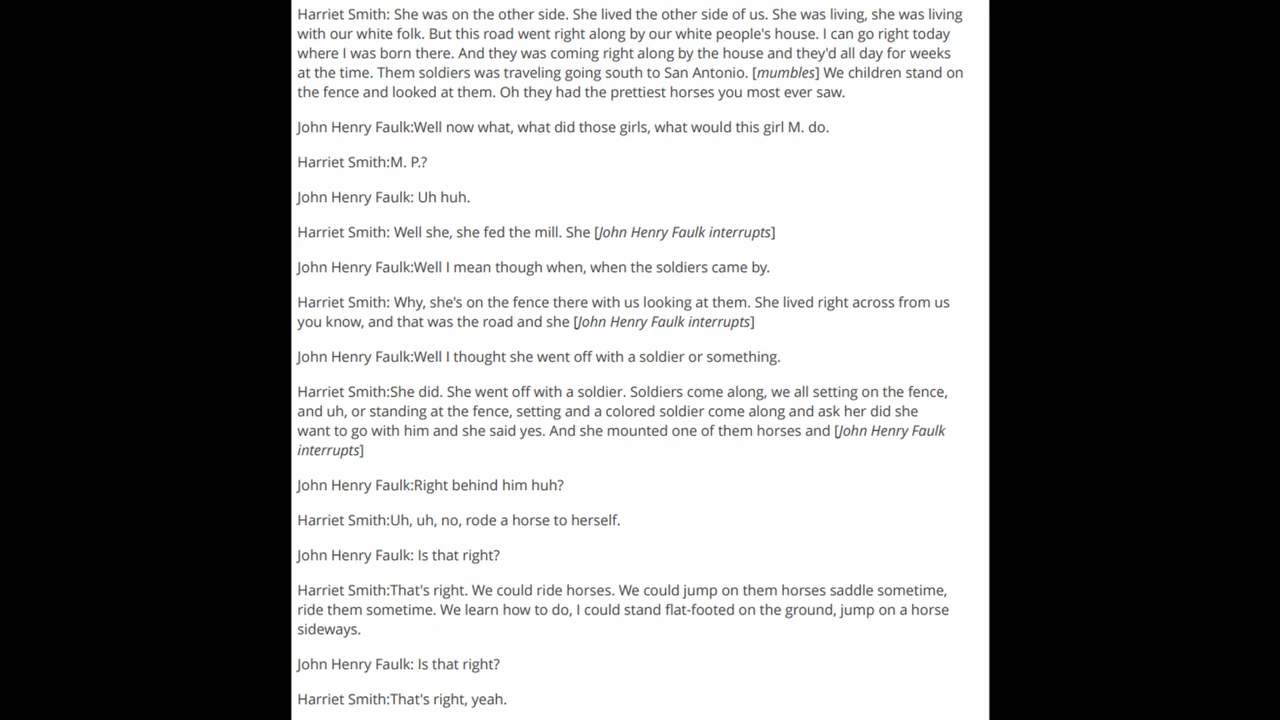 Harriet Smith: She was on the other side. She lived the other side of us. She was living, she was living
with our white folk. But this road went right along by our white people's house. I can go right today
where I was born there. And they was coming right along by the house and they'd all day for weeks
at the time. Them soldiers was traveling going south to San Antonio. [mumbles] We children stand on
the fence and looked at them. Oh they had the prettiest horses you most ever saw.
John Henry Faulk:Well now what, what did those girls, what would this girl M. do.
Harriet Smith:M. P.?
John Henry Faulk: Uh huh.
Harriet Smith: Well she, she fed the mill. She [John Henry Faulk interrupts]
John Henry Faulk:Well I mean though when, when the soldiers came by.
Harriet Smith: Why, she's on the fence there with us looking at them. She lived right across from us
you know, and that was the road and she [John Henry Faulk interrupts]
John Henry Faulk:Well I thought she went off with a soldier or something.
Harriet Smith:She did. She went off with a soldier. Soldiers come along, we all setting on the fence,
and uh, or standing at the fence, setting and a colored soldier come along and ask her did she
want to go with him and she said yes. And she mounted one of them horses and [John Henry Faulk
interrupts]
John Henry Faulk:Right behind him huh?
Harriet Smith:Uh, uh, no, rode a horse to herself.
John Henry Faulk: Is that right?
Harriet Smith:That's right. We could ride horses. We could jump on them horses saddle sometime,
ride them sometime. We learn how to do, I could stand flat-footed on the ground, jump on a horse
sideways.
John Henry Faulk: Is that right?
Harriet Smith:That's right, yeah.